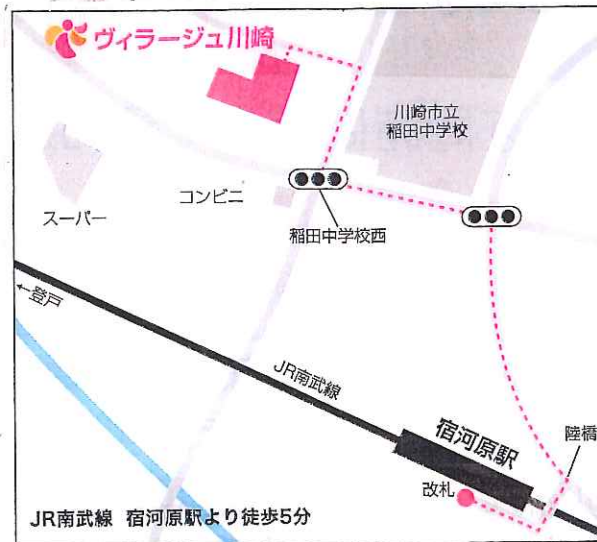 ヴィラージュ川崎
川崎市立
稲田中学校
コンビニ
スーパー
稲田中学校西
←登戸
JR南武線
宿河原駅
陸橋
改札
JR南武線 宿河原駅より徒歩5分